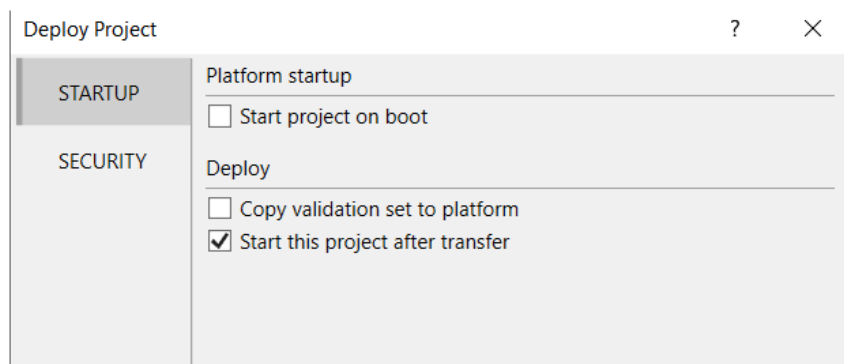 Deploy Project ?
STARTUP
SECURITY
Platform startup
Start project on boot
Deploy
Copy validation set to platform
Start this project after transfer